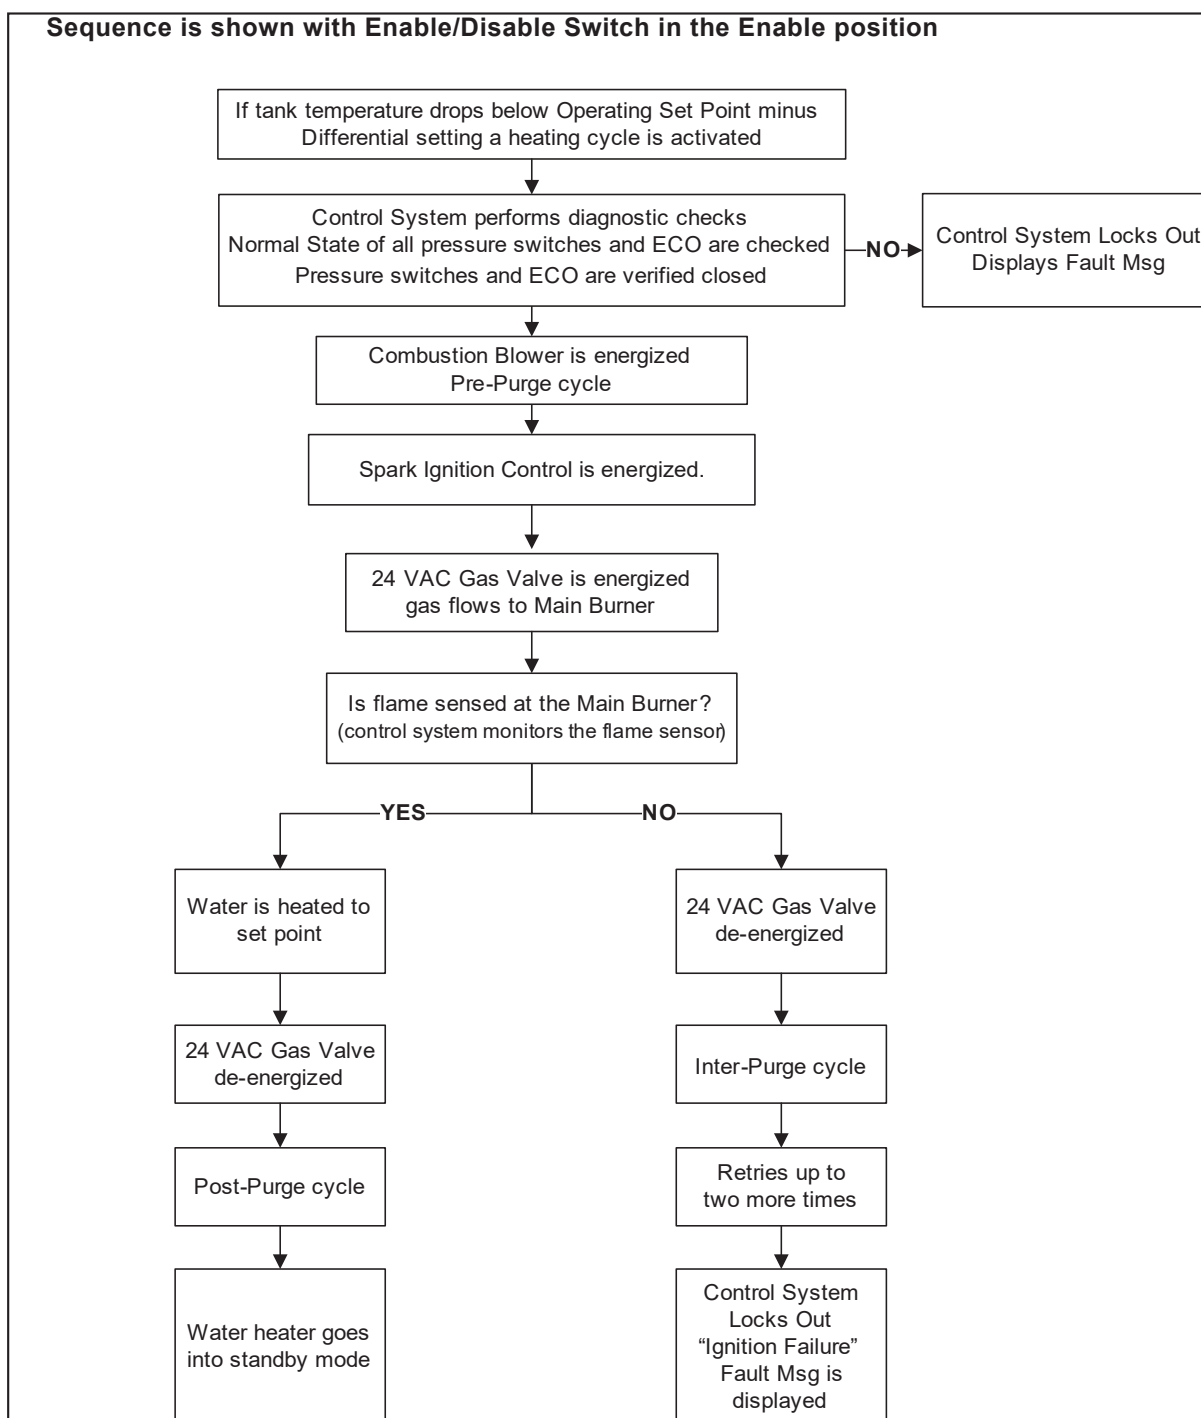 Sequence is shown with Enable/Disable Switch in the Enable position
If tank temperature drops below Operating Set Point minus
Differential setting a heating cycle is activated
Control System performs diagnostic checks
Normal State of all pressure switches and ECO are checked
Pressure switches and ECO are verified closed
NO
Control System Locks Out
Displays Fault Msg
Combustion Blower is energized
Pre-Purge cycle
Spark Ignition Control is energized.
24 VAC Gas Valve is energized
gas flows to Main Burner
Is flame sensed at the Main Burner?
(control system monitors the flame sensor)
YES
NO
Water is heated to
set point
24 VAC Gas Valve
de-energized
Post-Purge cycle
Water heater goes
into standby mode
24 VAC Gas Valve
de-energized
Inter-Purge cycle
Retries up to
two more times
Control System
Locks Out
“Ignition Failure”
Fault Msg is
displayed